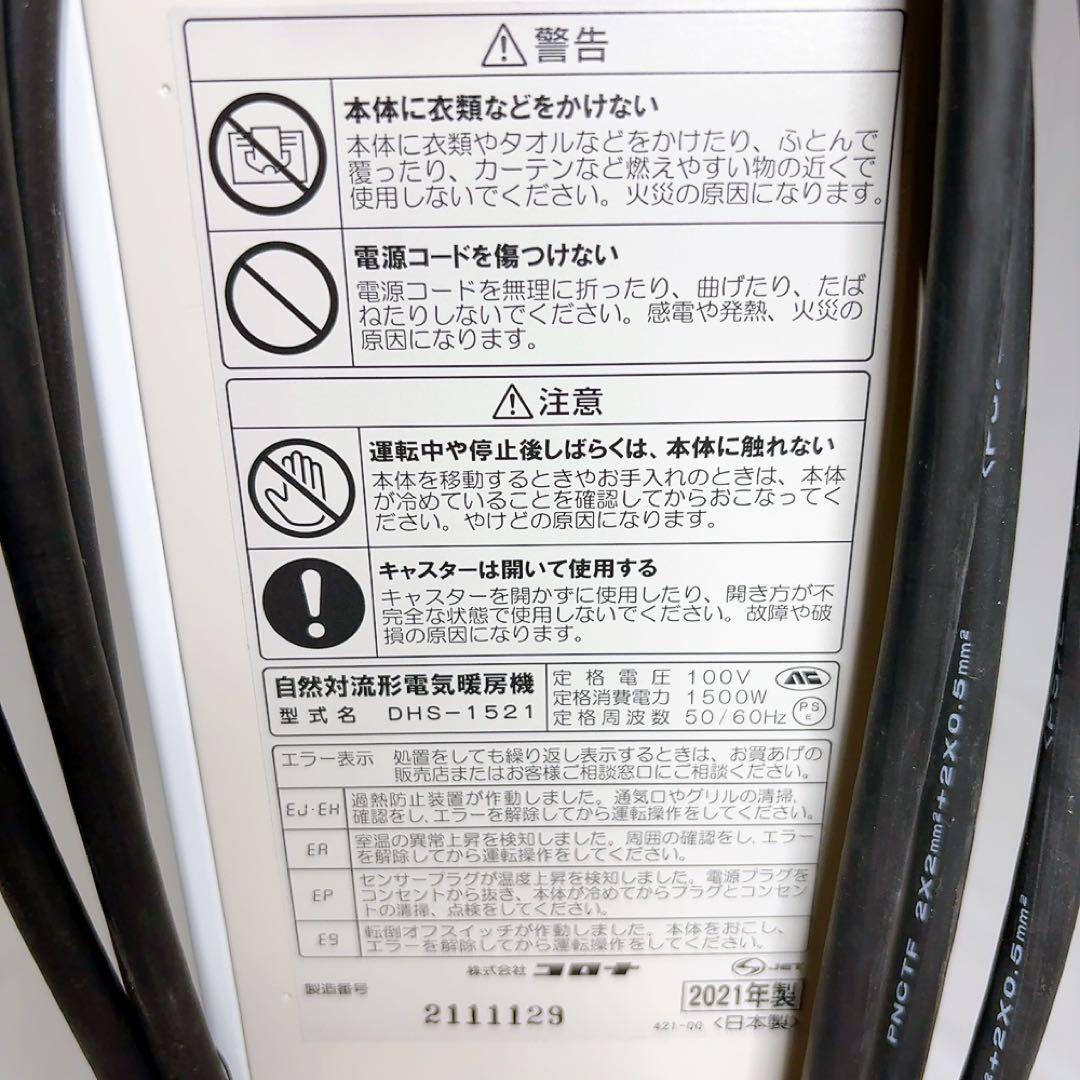 警告
本体に衣類などをかけない
本体に衣類やタオルなどをかけたり、ふとんで
覆ったり、カーテンなど燃えやすい物の近くで
使用しないでください。火災の原因になります。
電源コードを傷つけない
電源コードを無理に折ったり、曲げたり、たば
ねたりしないでください。感電や発熱、火災の
原因になります。
注意
運転中や停止後しばらくは、本体に触れない
本体を移動するときやお手入れのときは、本体
が冷めていることを確認してからおこなってく
ださい。やけどの原因になります。
キャスターは開いて使用する
キャスターを開かずに使用したり、開き方が不
完全な状態で使用しないでください。故障や破
損の原因になります。
自然対流形電気暖房機
型式名 DHS-1521
定格電圧 100V
定格消費電力 1500W
定格周波数 50/60Hz
PS
E
エラー表示 処置をしても繰り返し表示するときは、お買あげの
販売店またはお客様ご相談窓口にご相談ください。
EJ・EH 過熱防止装置が作動しました。通気口やグリルの清掃、
確認をし、エラーを解除してから運転操作をしてください。
EA 室温の異常上昇を検知しました。周囲の確認をし、エラー
を解除してから運転操作をしてください。
EP センサープラグが温度上昇を検知しました。電源プラグを
コンセントから抜き、本体が冷めてからプラグとコンセン
トの清掃、点検をしてください。
E9 転倒オフスイッチが作動しました。本体をおこし、
エラーを解除してから運転操作をしてください。
株式会社 コロナ
JET
製造番号
2111129
2021年製
421-QQ <日本製>
PNCTF 2X2mm²+2X0.5mm²
²+2X0.5mm²